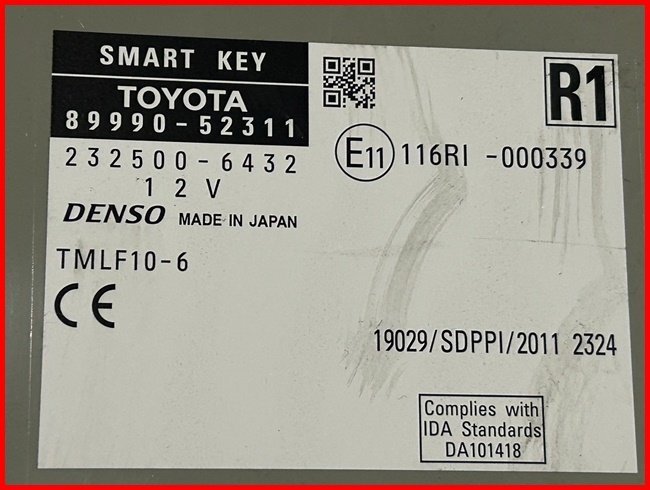 SMART KEY
TOYOTA
89990-52311
232500-6432
12V
DENSO MADE IN JAPAN
TMLF10-6
CE
R1
E11 116RI -000339
19029/SDPPI/2011 2324
Complies with
IDA Standards
DA101418